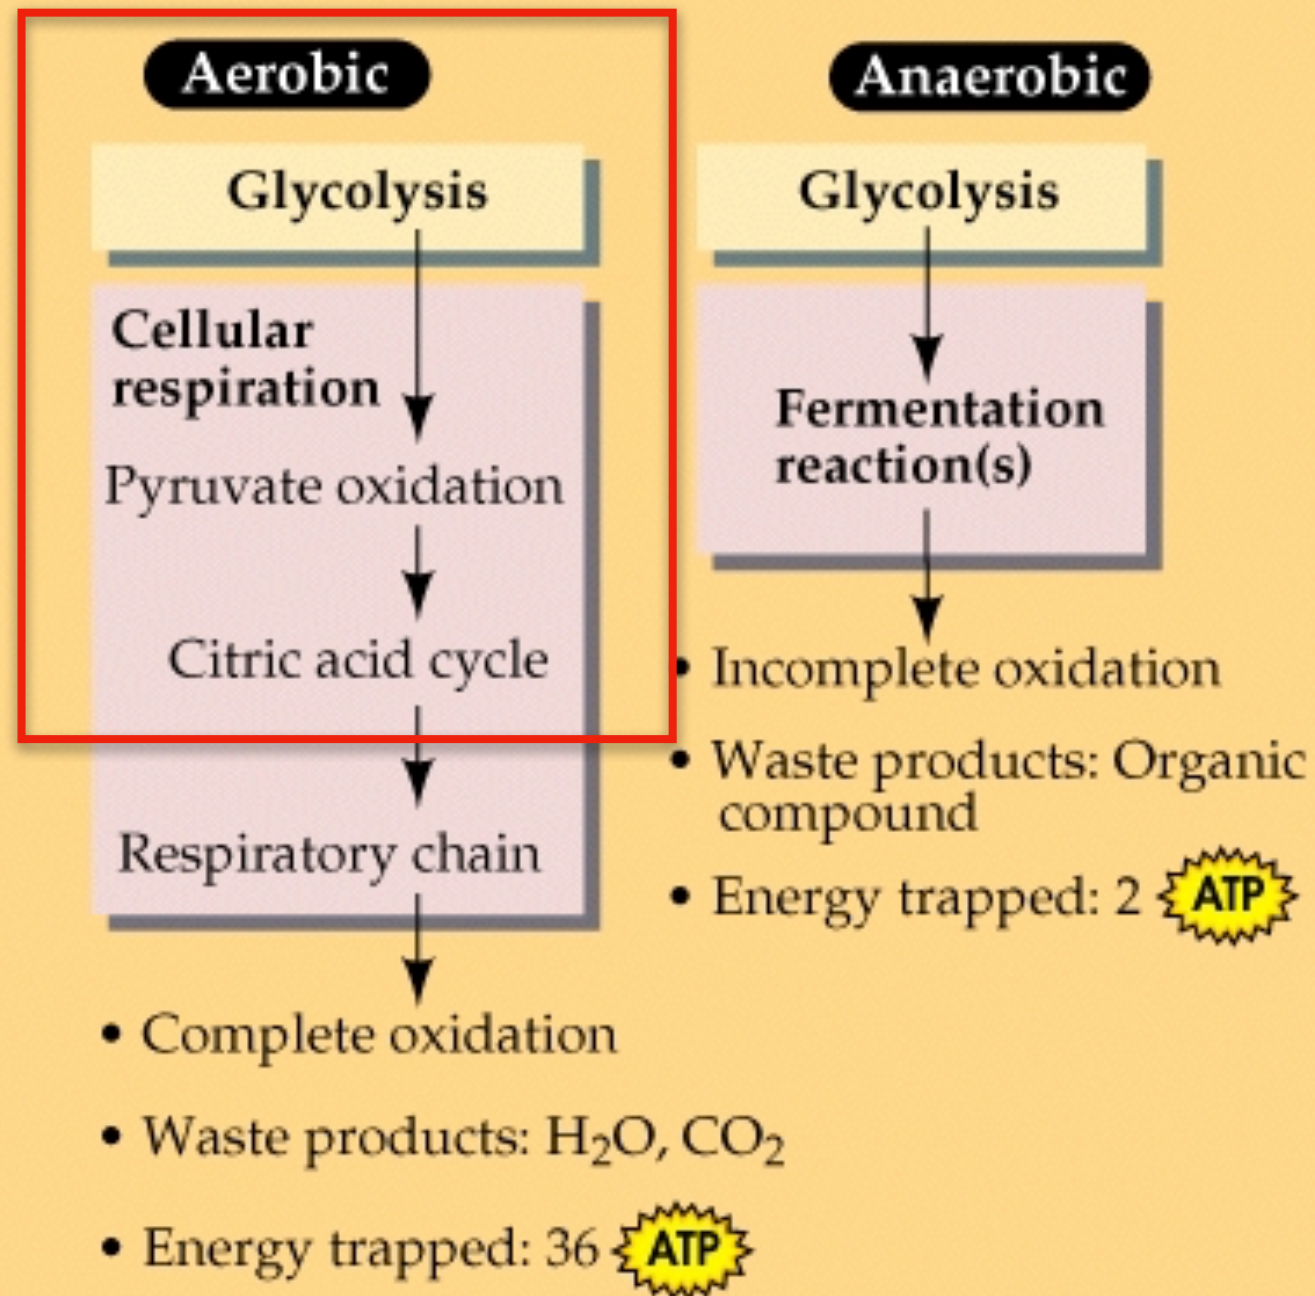 Aerobic
Glycolysis
Cellular
respiration
Pyruvate oxidation
Citric acid cycle
Respiratory chain
• Complete oxidation
• Waste products: H₂O, CO₂
• Energy trapped: 36 ATP
Anaerobic
Glycolysis
Fermentation
reaction(s)
• Incomplete oxidation
• Waste products: Organic
compound
• Energy trapped: 2 ATP